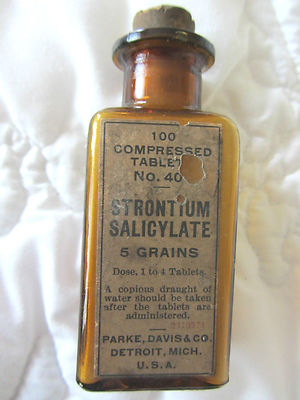 100
COMPRESSED
No. 40
STRONTIUM
SALICYLATE
5 GRAINS
Dose, 1 to 4 Tablets.
A copious draught of
water should be taken
after the tablets are
administered.
PARKE, DAVIS & CO.
DETROIT, MICH.
U.S.A.